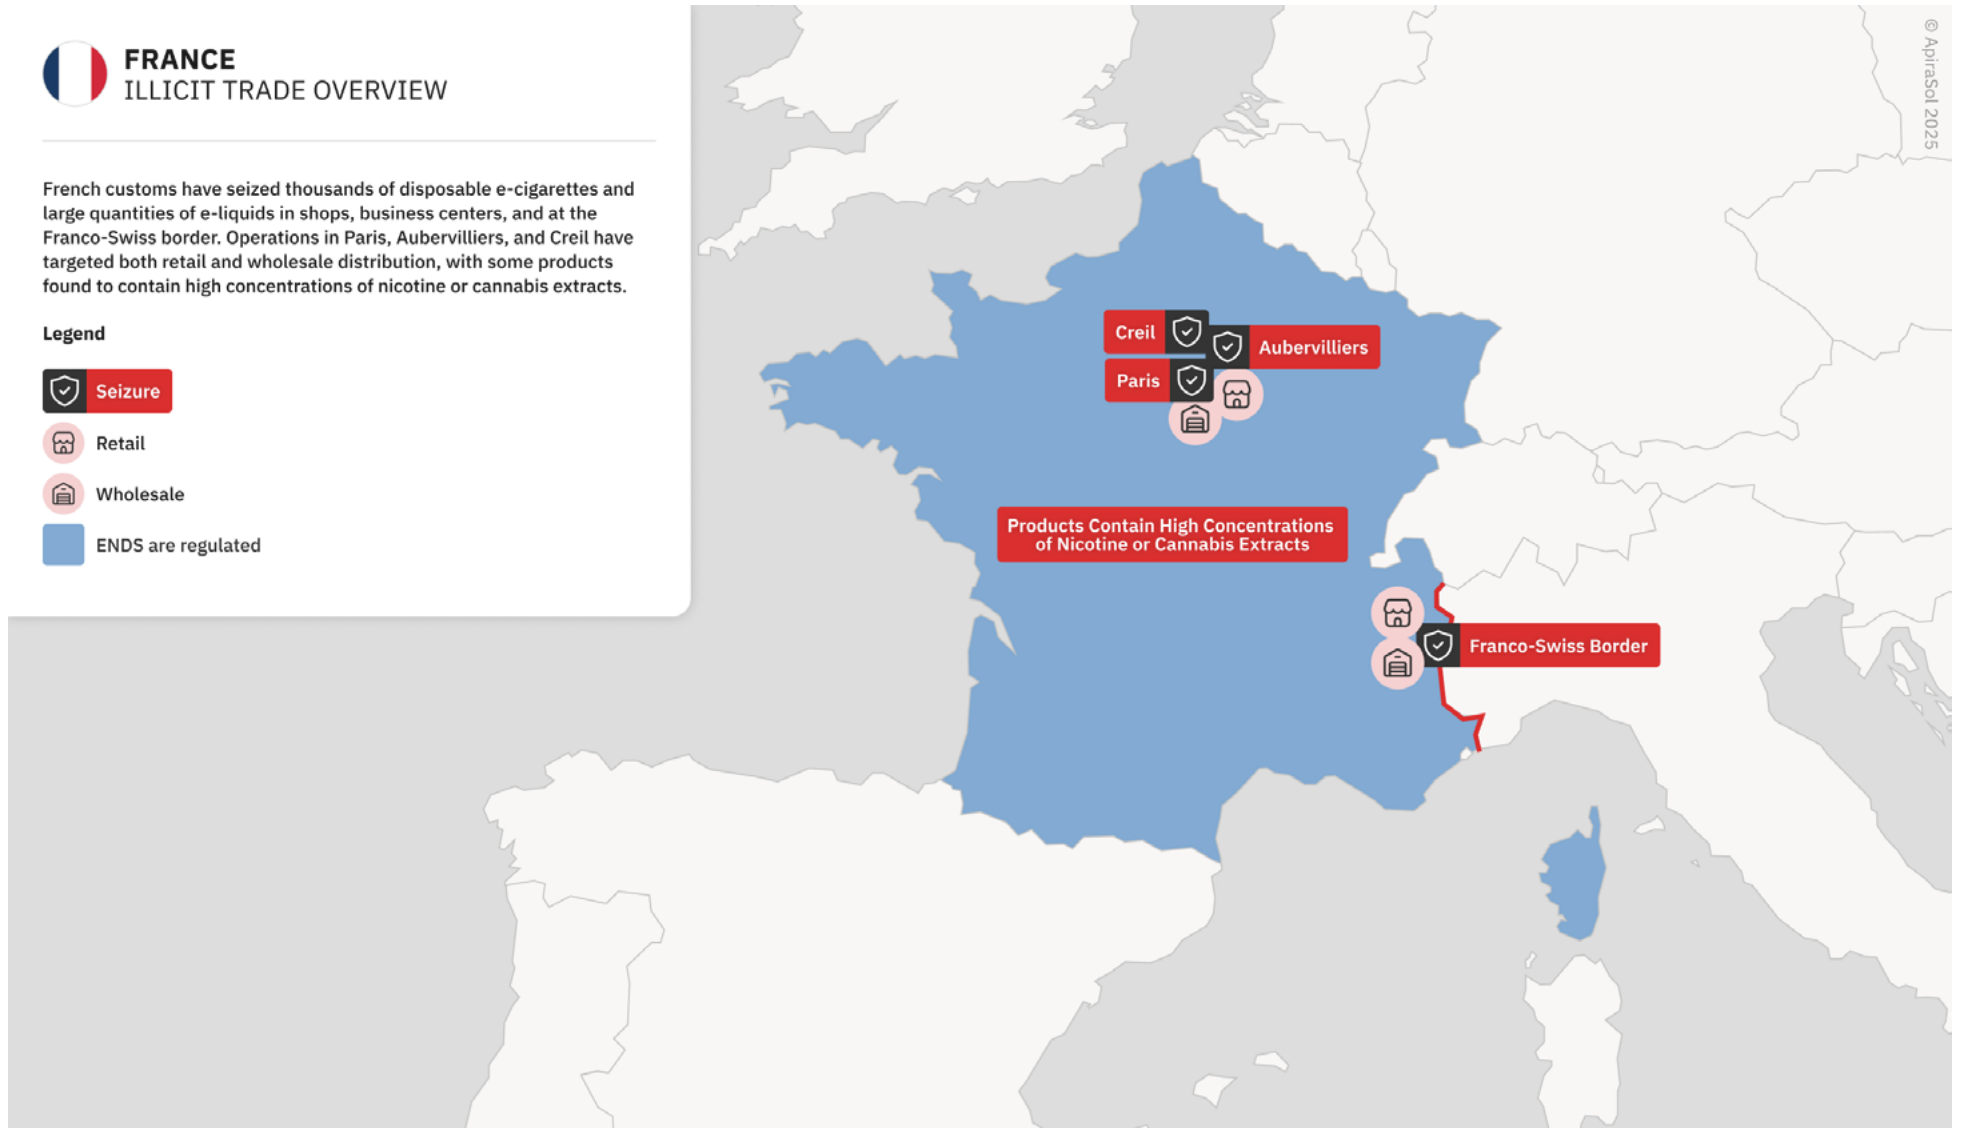 FRANCE
ILLICIT TRADE OVERVIEW
French customs have seized thousands of disposable e-cigarettes and
large quantities of e-liquids in shops, business centers, and at the
Franco-Swiss border. Operations in Paris, Aubervilliers, and Creil have
targeted both retail and wholesale distribution, with some products
found to contain high concentrations of nicotine or cannabis extracts.
Legend
Seizure
Retail
Wholesale
ENDS are regulated
Creil
Aubervilliers
Paris
Products Contain High Concentrations
of Nicotine or Cannabis Extracts
Franco-Swiss Border
© ApiraSol 2025